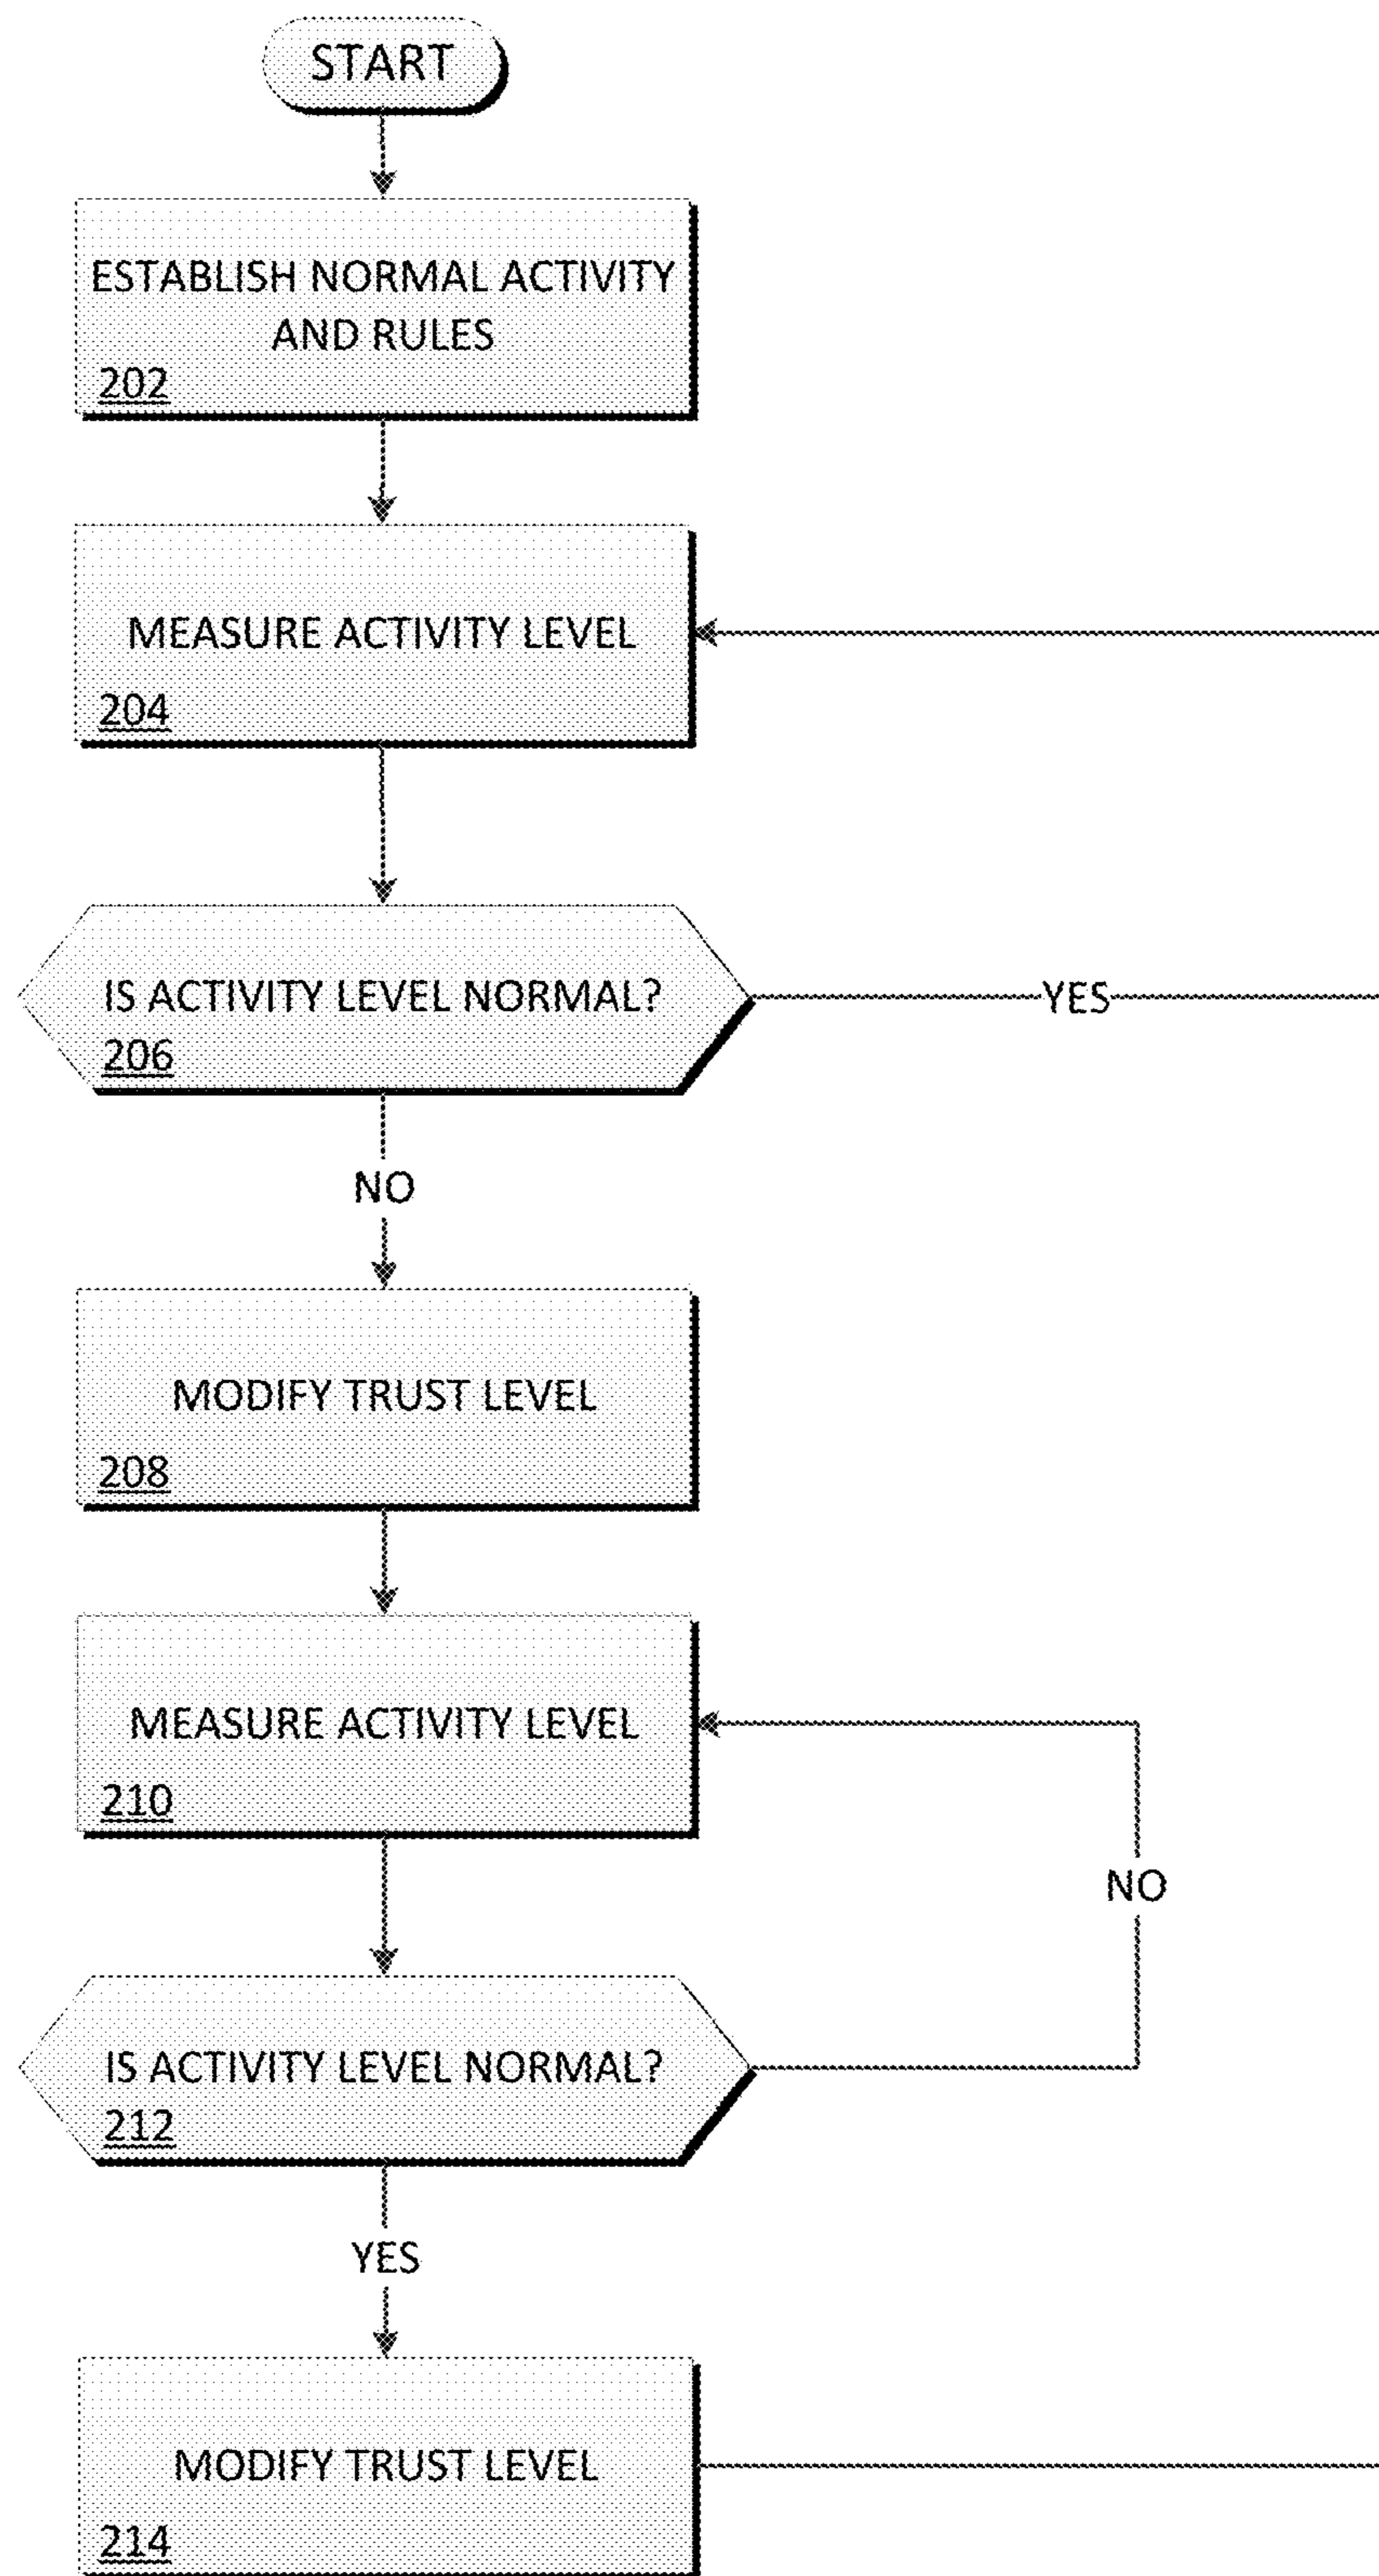 START
ESTABLISH NORMAL ACTIVITY
AND RULES
202
MEASURE ACTIVITY LEVEL
204
IS ACTIVITY LEVEL NORMAL?
206
YES
NO
MODIFY TRUST LEVEL
208
MEASURE ACTIVITY LEVEL
210
NO
IS ACTIVITY LEVEL NORMAL?
212
YES
MODIFY TRUST LEVEL
214